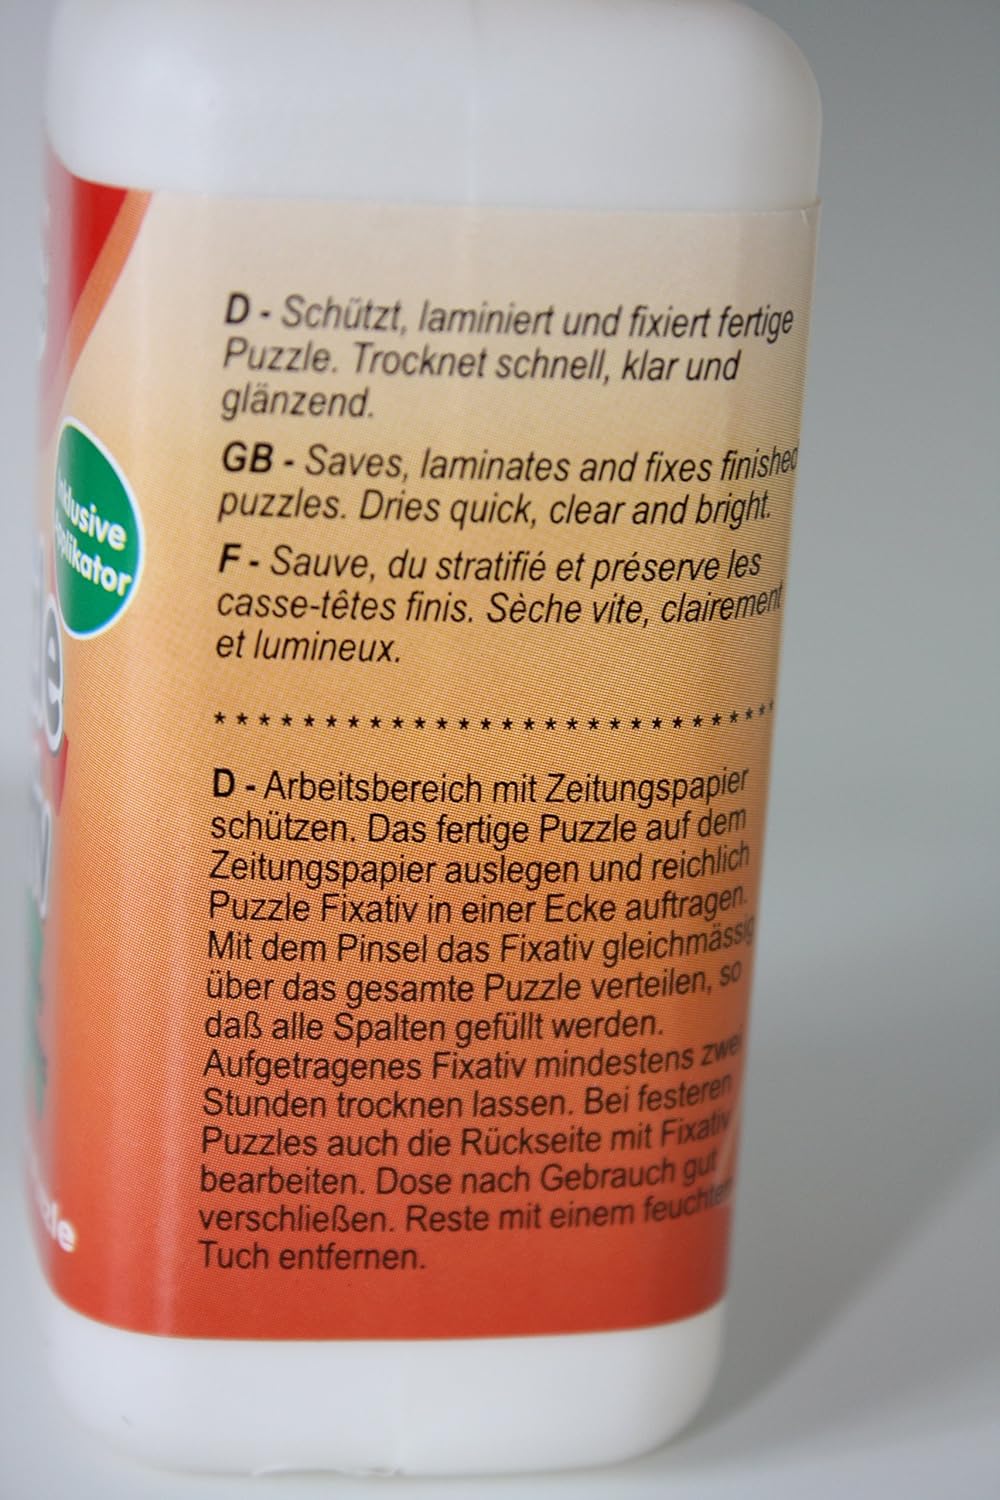 D - Schützt, laminiert und fixiert fertige
Puzzle. Trocknet schnell, klar und
glänzend.
GB - Saves, laminates and fixes finished
puzzles. Dries quick, clear and bright.
F - Sauve, du stratifié et préserve les
casse-têtes finis. Sèche vite, clairement
et lumineux.
* * * * * * * * * * * * * * * * * * * * * * * * * *
D - Arbeitsbereich mit Zeitungspapier
schützen. Das fertige Puzzle auf dem
Zeitungspapier auslegen und reichlich
Puzzle Fixativ in einer Ecke auftragen.
Mit dem Pinsel das Fixativ gleichmässig
über das gesamte Puzzle verteilen, so
daß alle Spalten gefüllt werden.
Aufgetragenes Fixativ mindestens zwei
Stunden trocknen lassen. Bei festeren
Puzzles auch die Rückseite mit Fixativ
bearbeiten. Dose nach Gebrauch gut
verschließen. Reste mit einem feuchten
Tuch entfernen.
Inklusive
Applikator